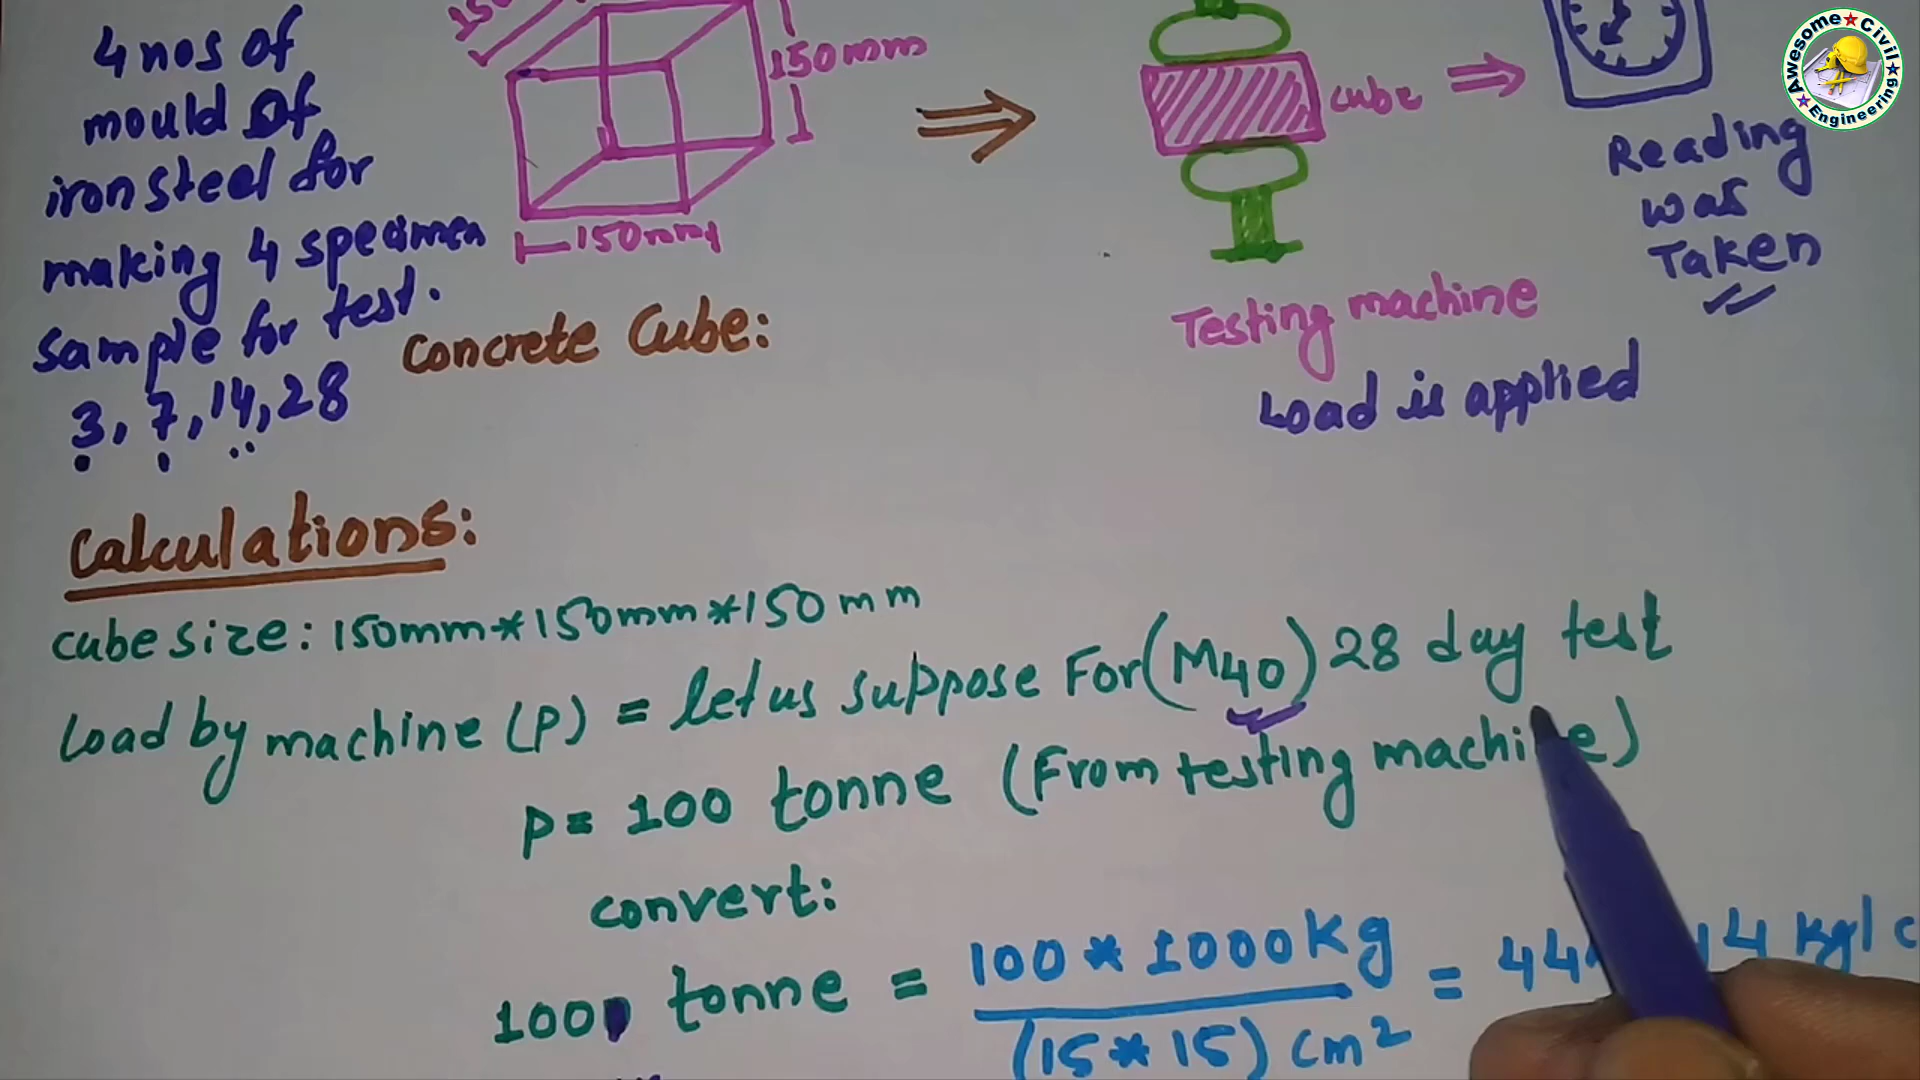 4 nos of
mould of
iron steel for
making 4 specimen
sample for test.
3, 7, 14, 28
150mm
150mm
Concrete Cube:
cube
Testing machine
Load is applied
Reading
was
Taken
Awesome Civil
Engineering
Calculations:
cube size: 150mm*150mm*150mm
Load by machine (P) = let us suppose For (M40) 28 day test
P= 100 tonne (From testing machine)
convert:
100 tonne = 100*1000kg = 44
(15*15) cm²